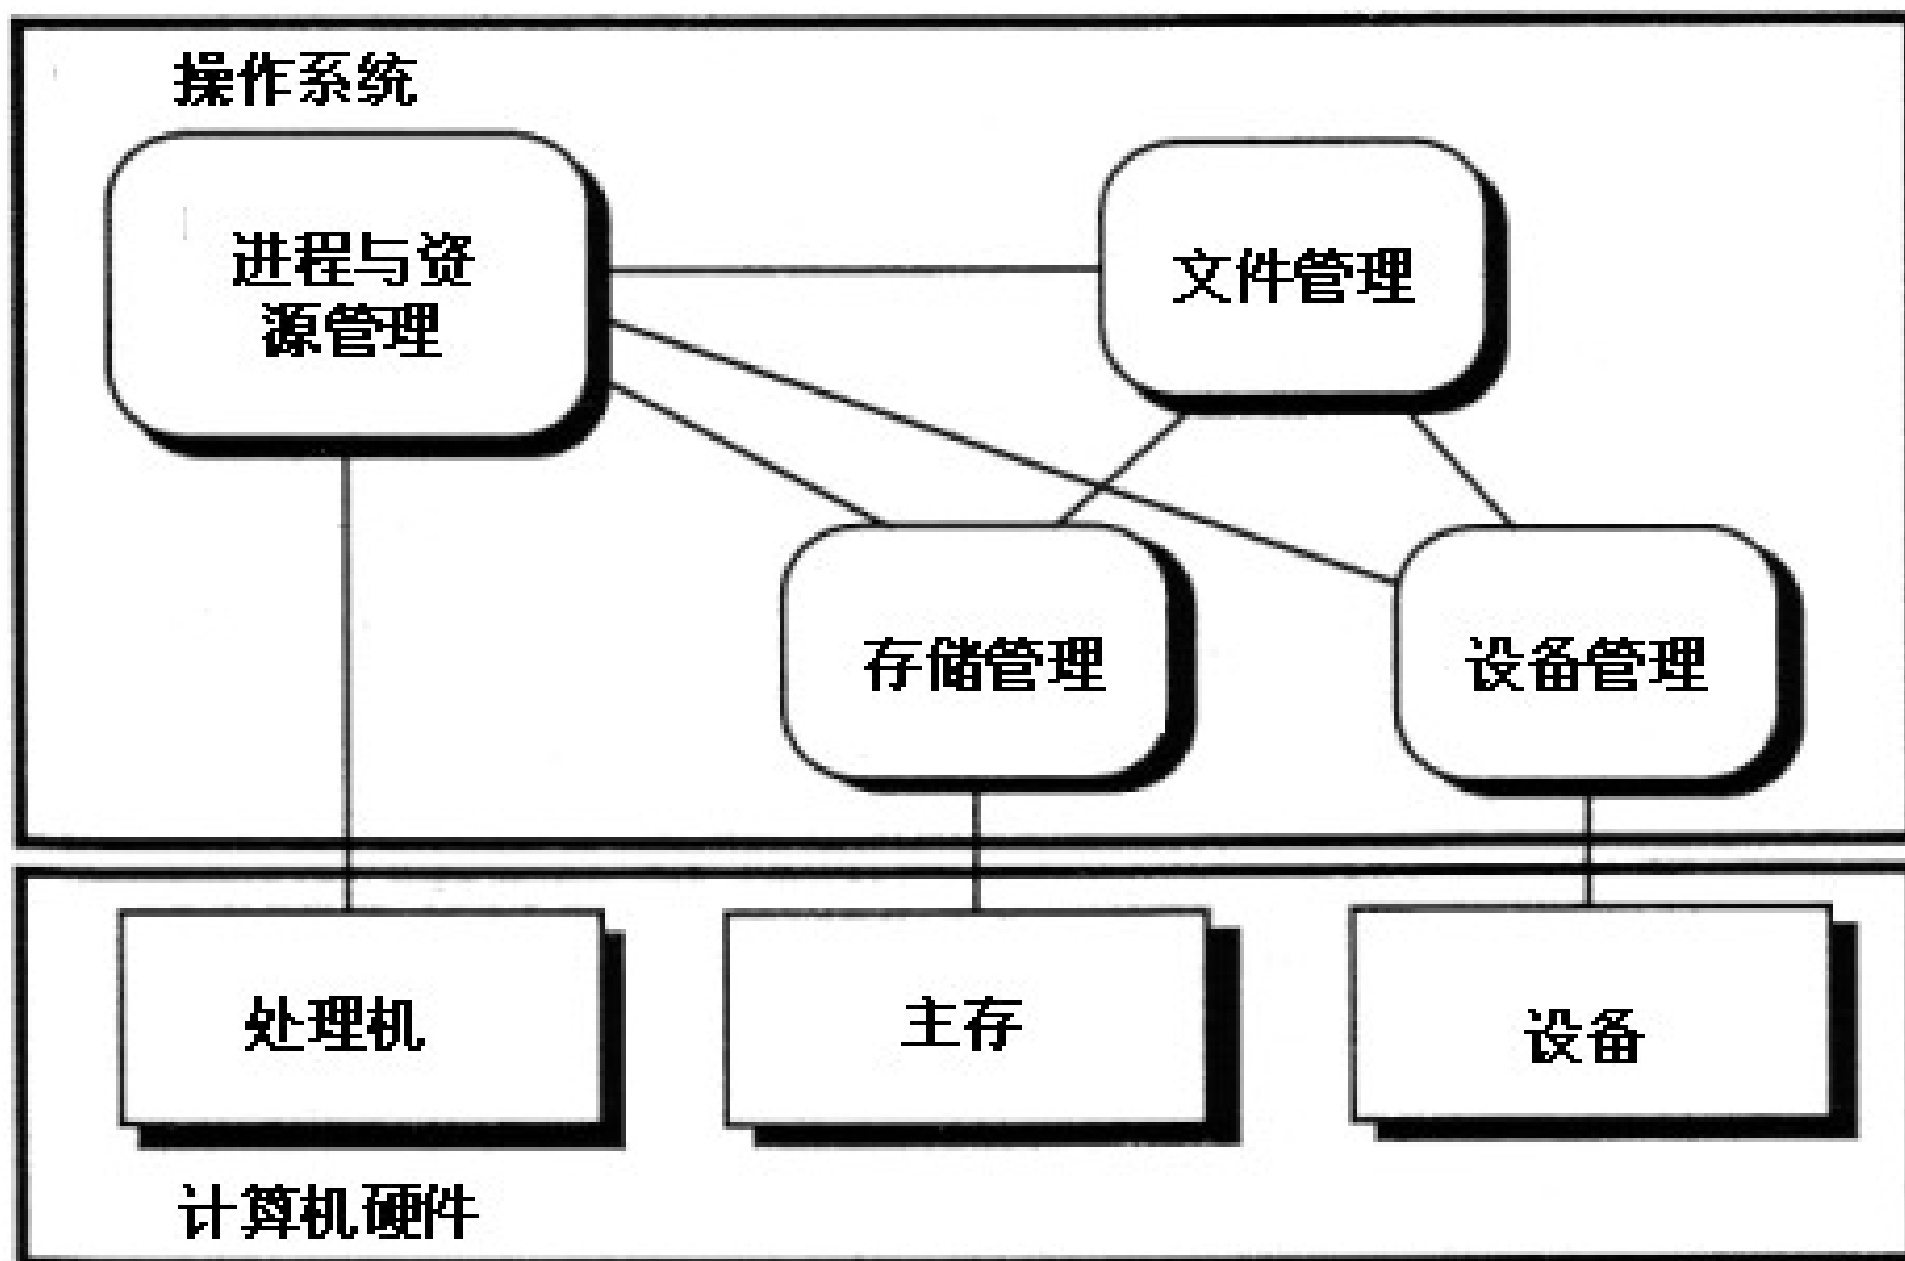 操作系统
进程与资
源管理
文件管理
存储管理
设备管理
处理机
主存
设备
计算机硬件